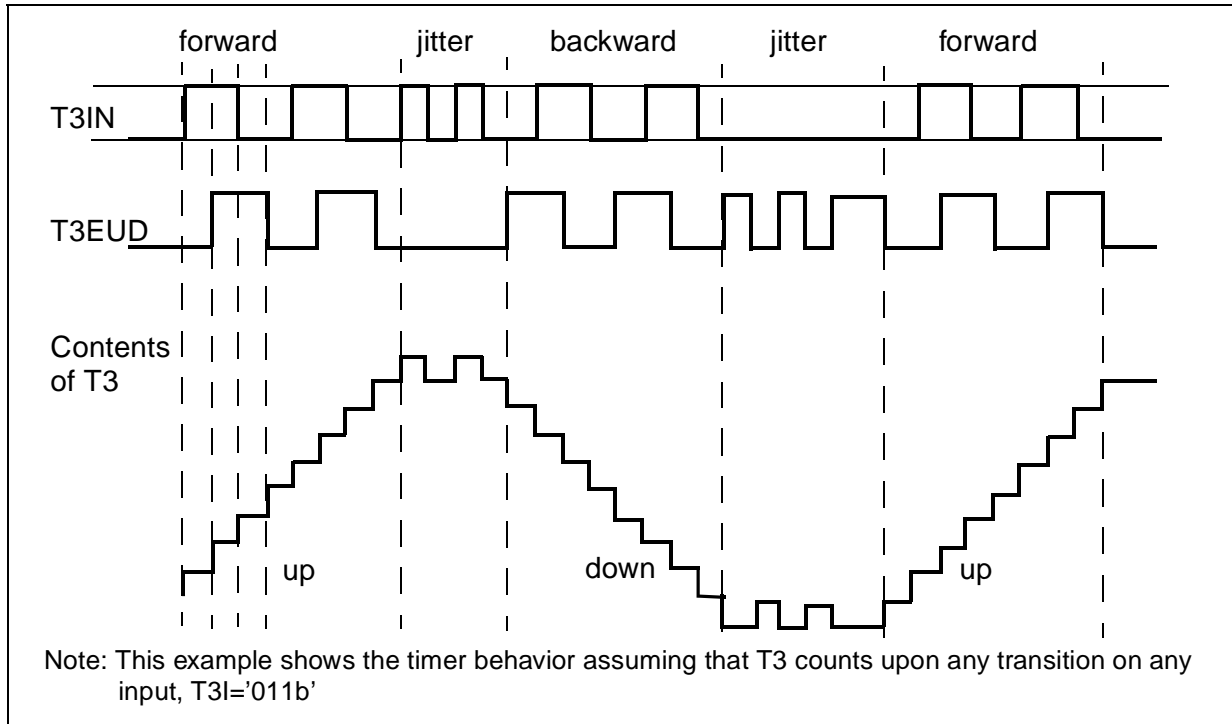 forward jitter backward jitter forward
T3IN
T3EUD
Contents
of T3
up down up
Note: This example shows the timer behavior assuming that T3 counts upon any transition on any
input, T3I='011b'